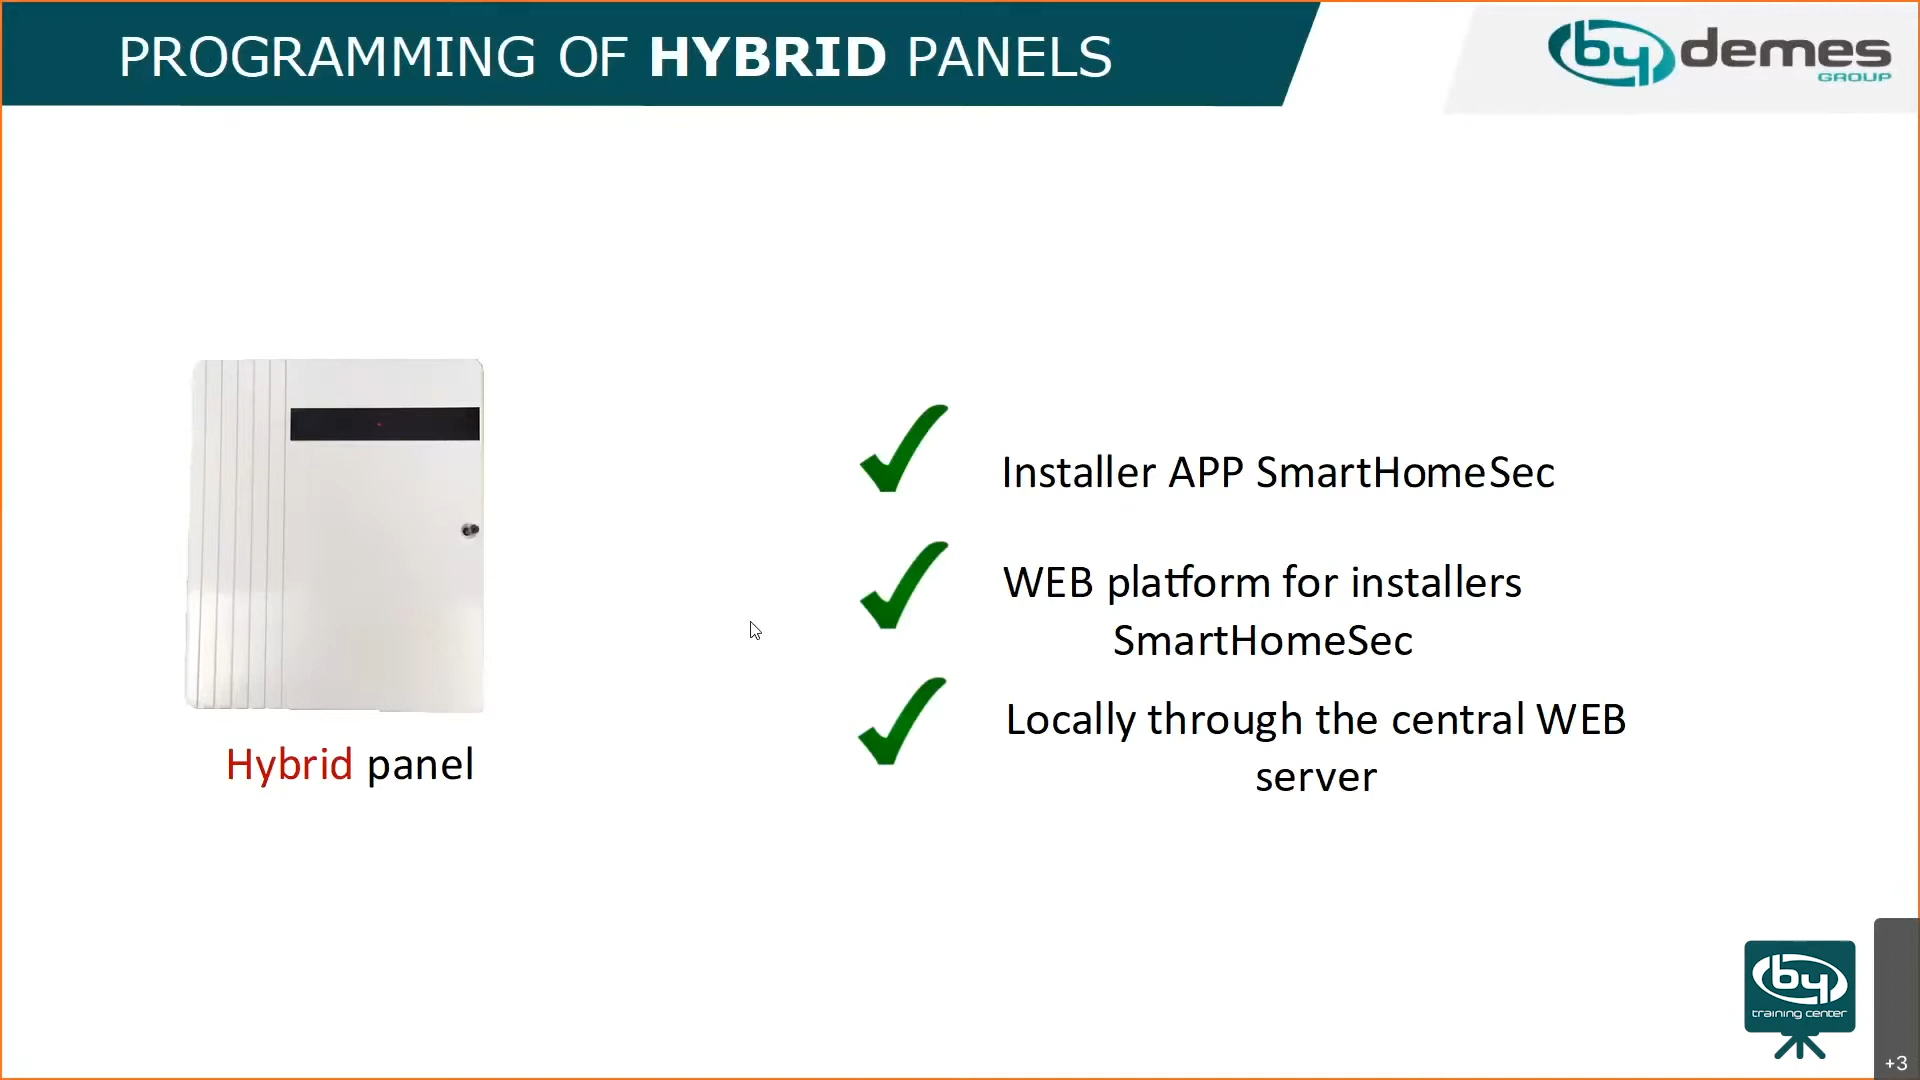 PROGRAMMING OF HYBRID PANELS
by demes
GROUP
Installer APP SmartHomeSec
WEB platform for installers
SmartHomeSec
Locally through the central WEB
server
Hybrid panel
by
training center
+3